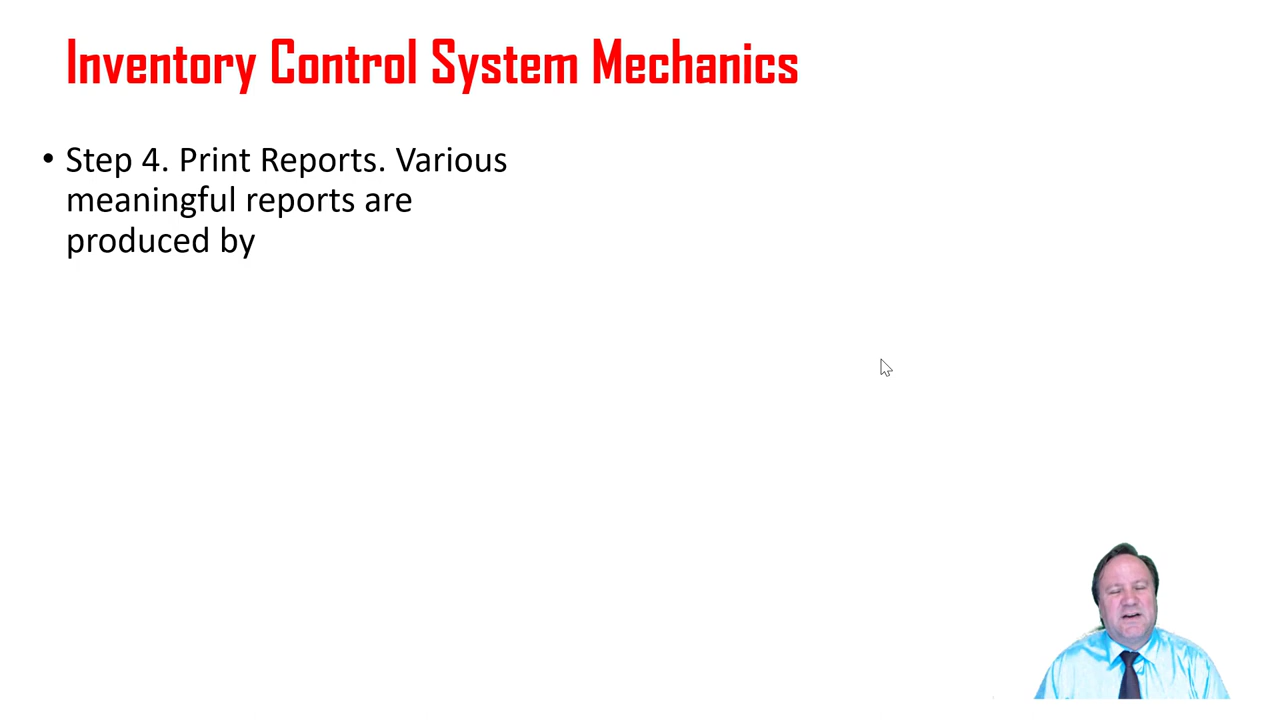 Inventory Control System Mechanics
• Step 4. Print Reports. Various
meaningful reports are
produced by